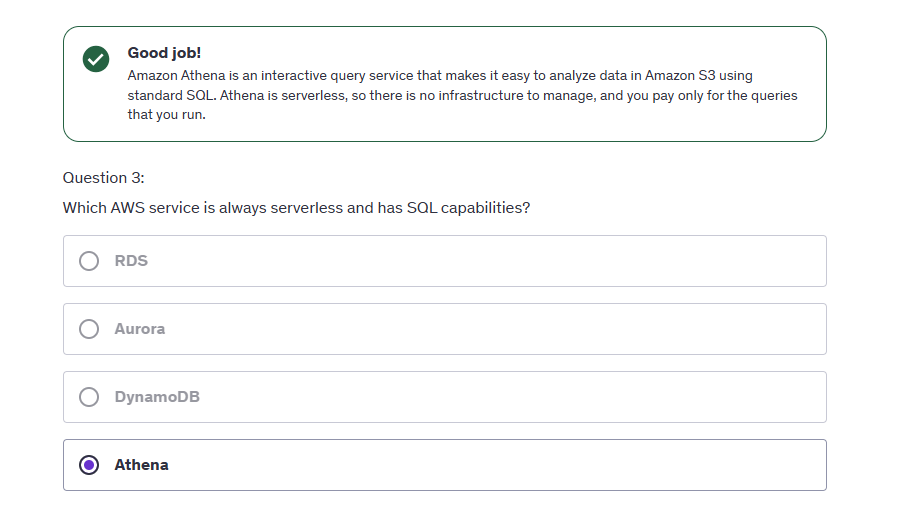 Good job!
Amazon Athena is an interactive query service that makes it easy to analyze data in Amazon S3 using
standard SQL. Athena is serverless, so there is no infrastructure to manage, and you pay only for the queries
that you run.
Question 3:
Which AWS service is always serverless and has SQL capabilities?
RDS
Aurora
DynamoDB
Athena